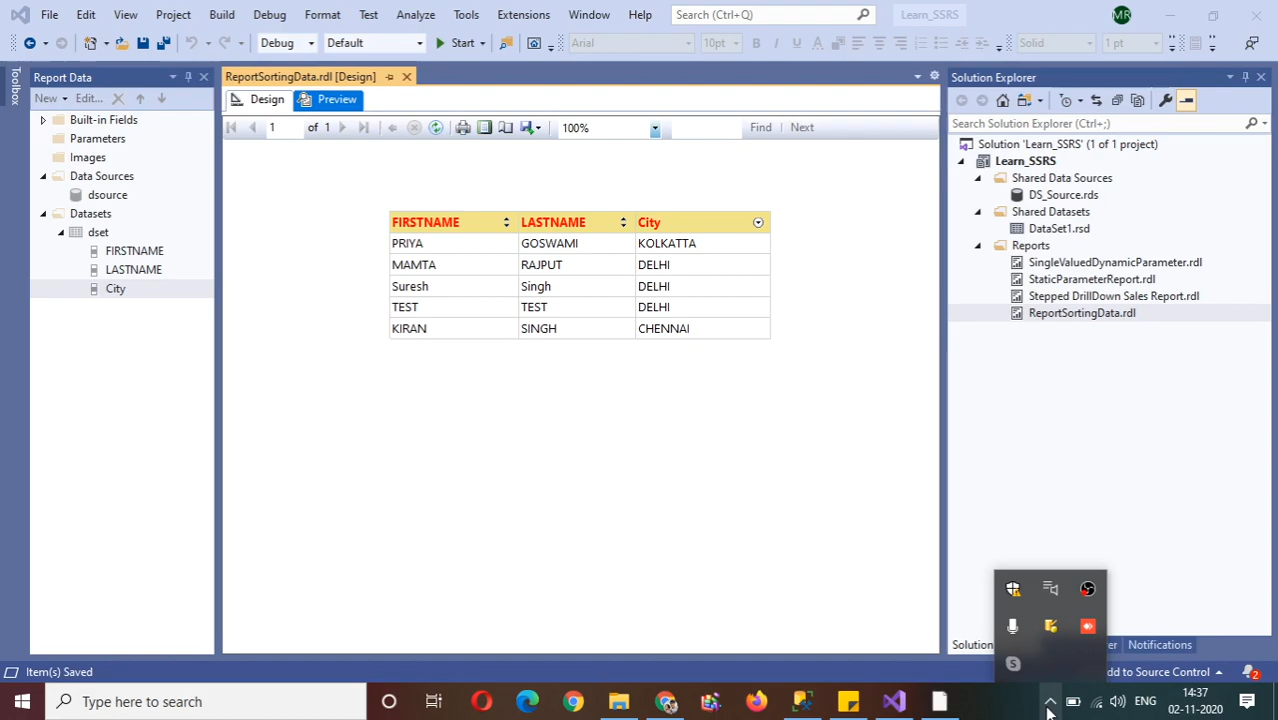 File Edit View Project Build Debug Format Test Analyze Tools Extensions Window Help Search (Ctrl+Q) Learn_SSRS MR
Debug Default Start Arial 10pt B I U A Solid 1 pt
Toolbox
Report Data
New Edit...
Built-in Fields
Parameters
Images
Data Sources
dsource
Datasets
dset
FIRSTNAME
LASTNAME
City
ReportSortingData.rdl [Design]
Design Preview
1 of 1 100% Find Next
FIRSTNAME LASTNAME City
PRIYA GOSWAMI KOLKATTA
MAMTA RAJPUT DELHI
Suresh Singh DELHI
TEST TEST DELHI
KIRAN SINGH CHENNAI
Solution Explorer
Search Solution Explorer (Ctrl+;)
Solution 'Learn_SSRS' (1 of 1 project)
Learn_SSRS
Shared Data Sources
DS_Source.rds
Shared Datasets
DataSet1.rsd
Reports
SingleValuedDynamicParameter.rdl
StaticParameterReport.rdl
Stepped DrillDown Sales Report.rdl
ReportSortingData.rdl
Notifications
Item(s) Saved
dd to Source Control 2
Type here to search
ENG
14:37
02-11-2020